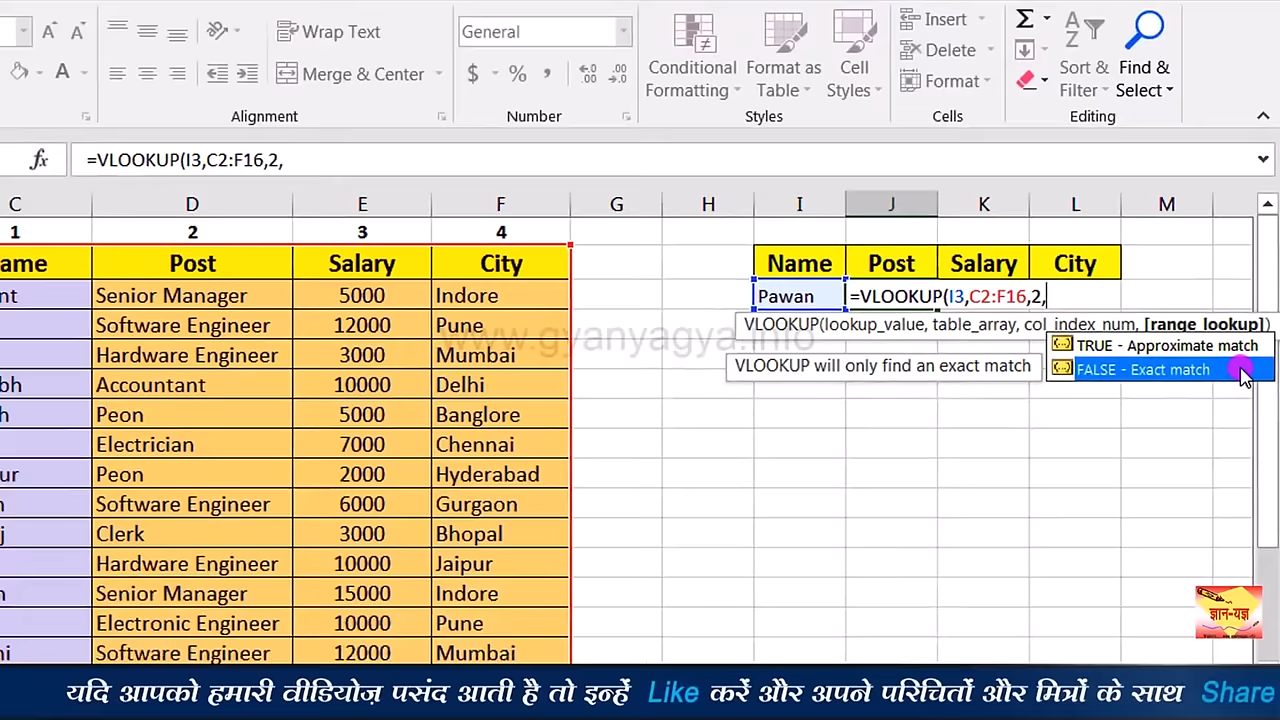 Wrap Text
General
Insert
Σ
A
Z
A
A
A
$ % ,
Delete
Merge & Center
.0 .00
.00 .0
Conditional Formatting
Format as Table
Cell Styles
Format
Sort & Filter
Find & Select
Alignment
Number
Styles
Cells
Editing
fx
=VLOOKUP(I3,C2:F16,2,
C D E F G H I J K L M
1 2 3 4
ame Post Salary City Name Post Salary City
nt Senior Manager 5000 Indore Pawan =VLOOKUP(I3,C2:F16,2,
Software Engineer 12000 Pune
VLOOKUP(lookup_value, table_array, col_index_num, [range_lookup])
www.gyanyagya.info
TRUE - Approximate match
Hardware Engineer 3000 Mumbai
VLOOKUP will only find an exact match
FALSE - Exact match
bh Accountant 10000 Delhi
h Peon 5000 Banglore
Electrician 7000 Chennai
ur Peon 2000 Hyderabad
n Software Engineer 6000 Gurgaon
j Clerk 3000 Bhopal
Hardware Engineer 10000 Jaipur
n Senior Manager 15000 Indore
Electronic Engineer 10000 Pune
ni Software Engineer 12000 Mumbai
ज्ञान-यज्ञ
यदि आपको हमारी वीडियोज़ पसंद आती है तो इन्हें Like करें और अपने परिचितों और मित्रों के साथ Share